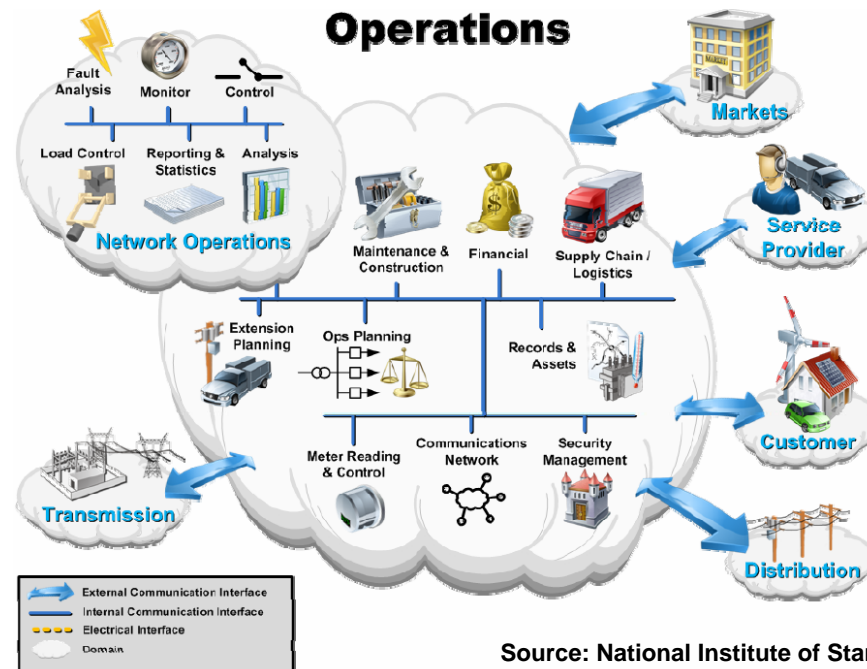 Operations
Fault
Analysis
Monitor
Control
Load Control
Reporting &
Statistics
Analysis
Network Operations
MARKET
Markets
Service
Provider
Maintenance &
Construction
Financial
Supply Chain /
Logistics
Extension
Planning
Ops Planning
Records &
Assets
Customer
Meter Reading
& Control
Communications
Network
Security
Management
Transmission
Distribution
External Communication Interface
Internal Communication Interface
Electrical Interface
Domain
Source: National Institute of Star